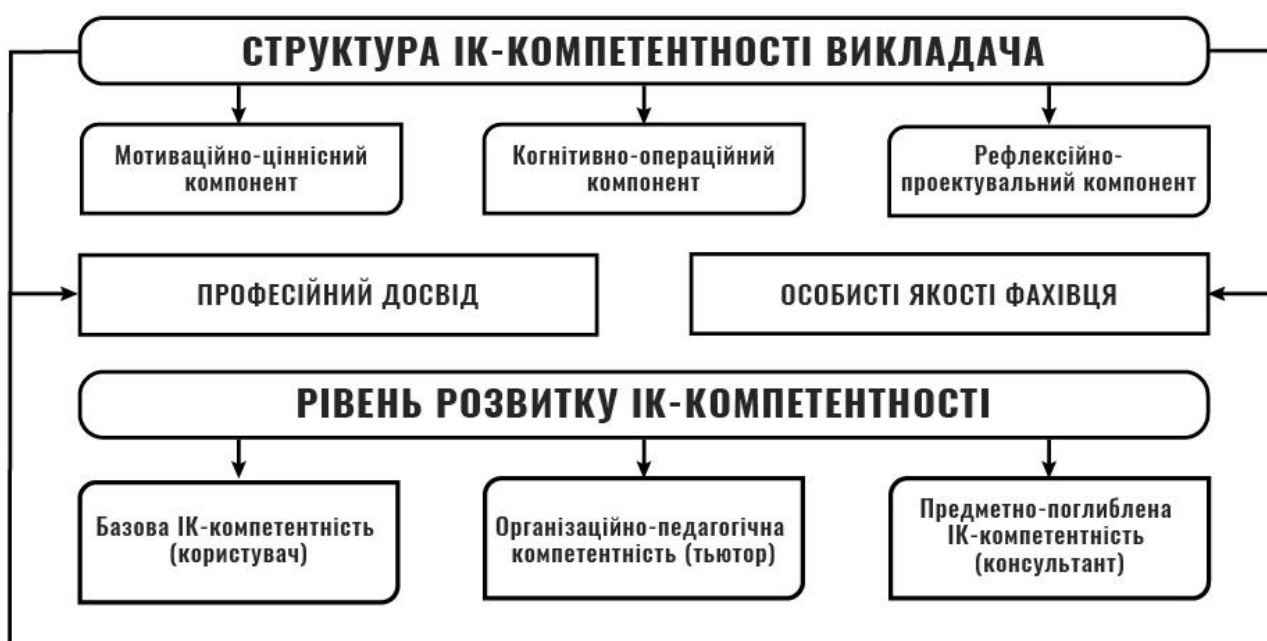 СТРУКТУРА ІК-КОМПЕТЕНТНОСТІ ВИКЛАДАЧА
Мотиваційно-ціннісний
компонент
Когнітивно-операційний
компонент
Рефлексійно-
проектувальний компонент
ПРОФЕСІЙНИЙ ДОСВІД
ОСОБИСТІ ЯКОСТІ ФАХІВЦЯ
РІВЕНЬ РОЗВИТКУ ІК-КОМПЕТЕНТНОСТІ
Базова ІК-компетентність
(користувач)
Організаційно-педагогічна
компетентність (тьютор)
Предметно-поглиблена
ІК-компетентність
(консультант)